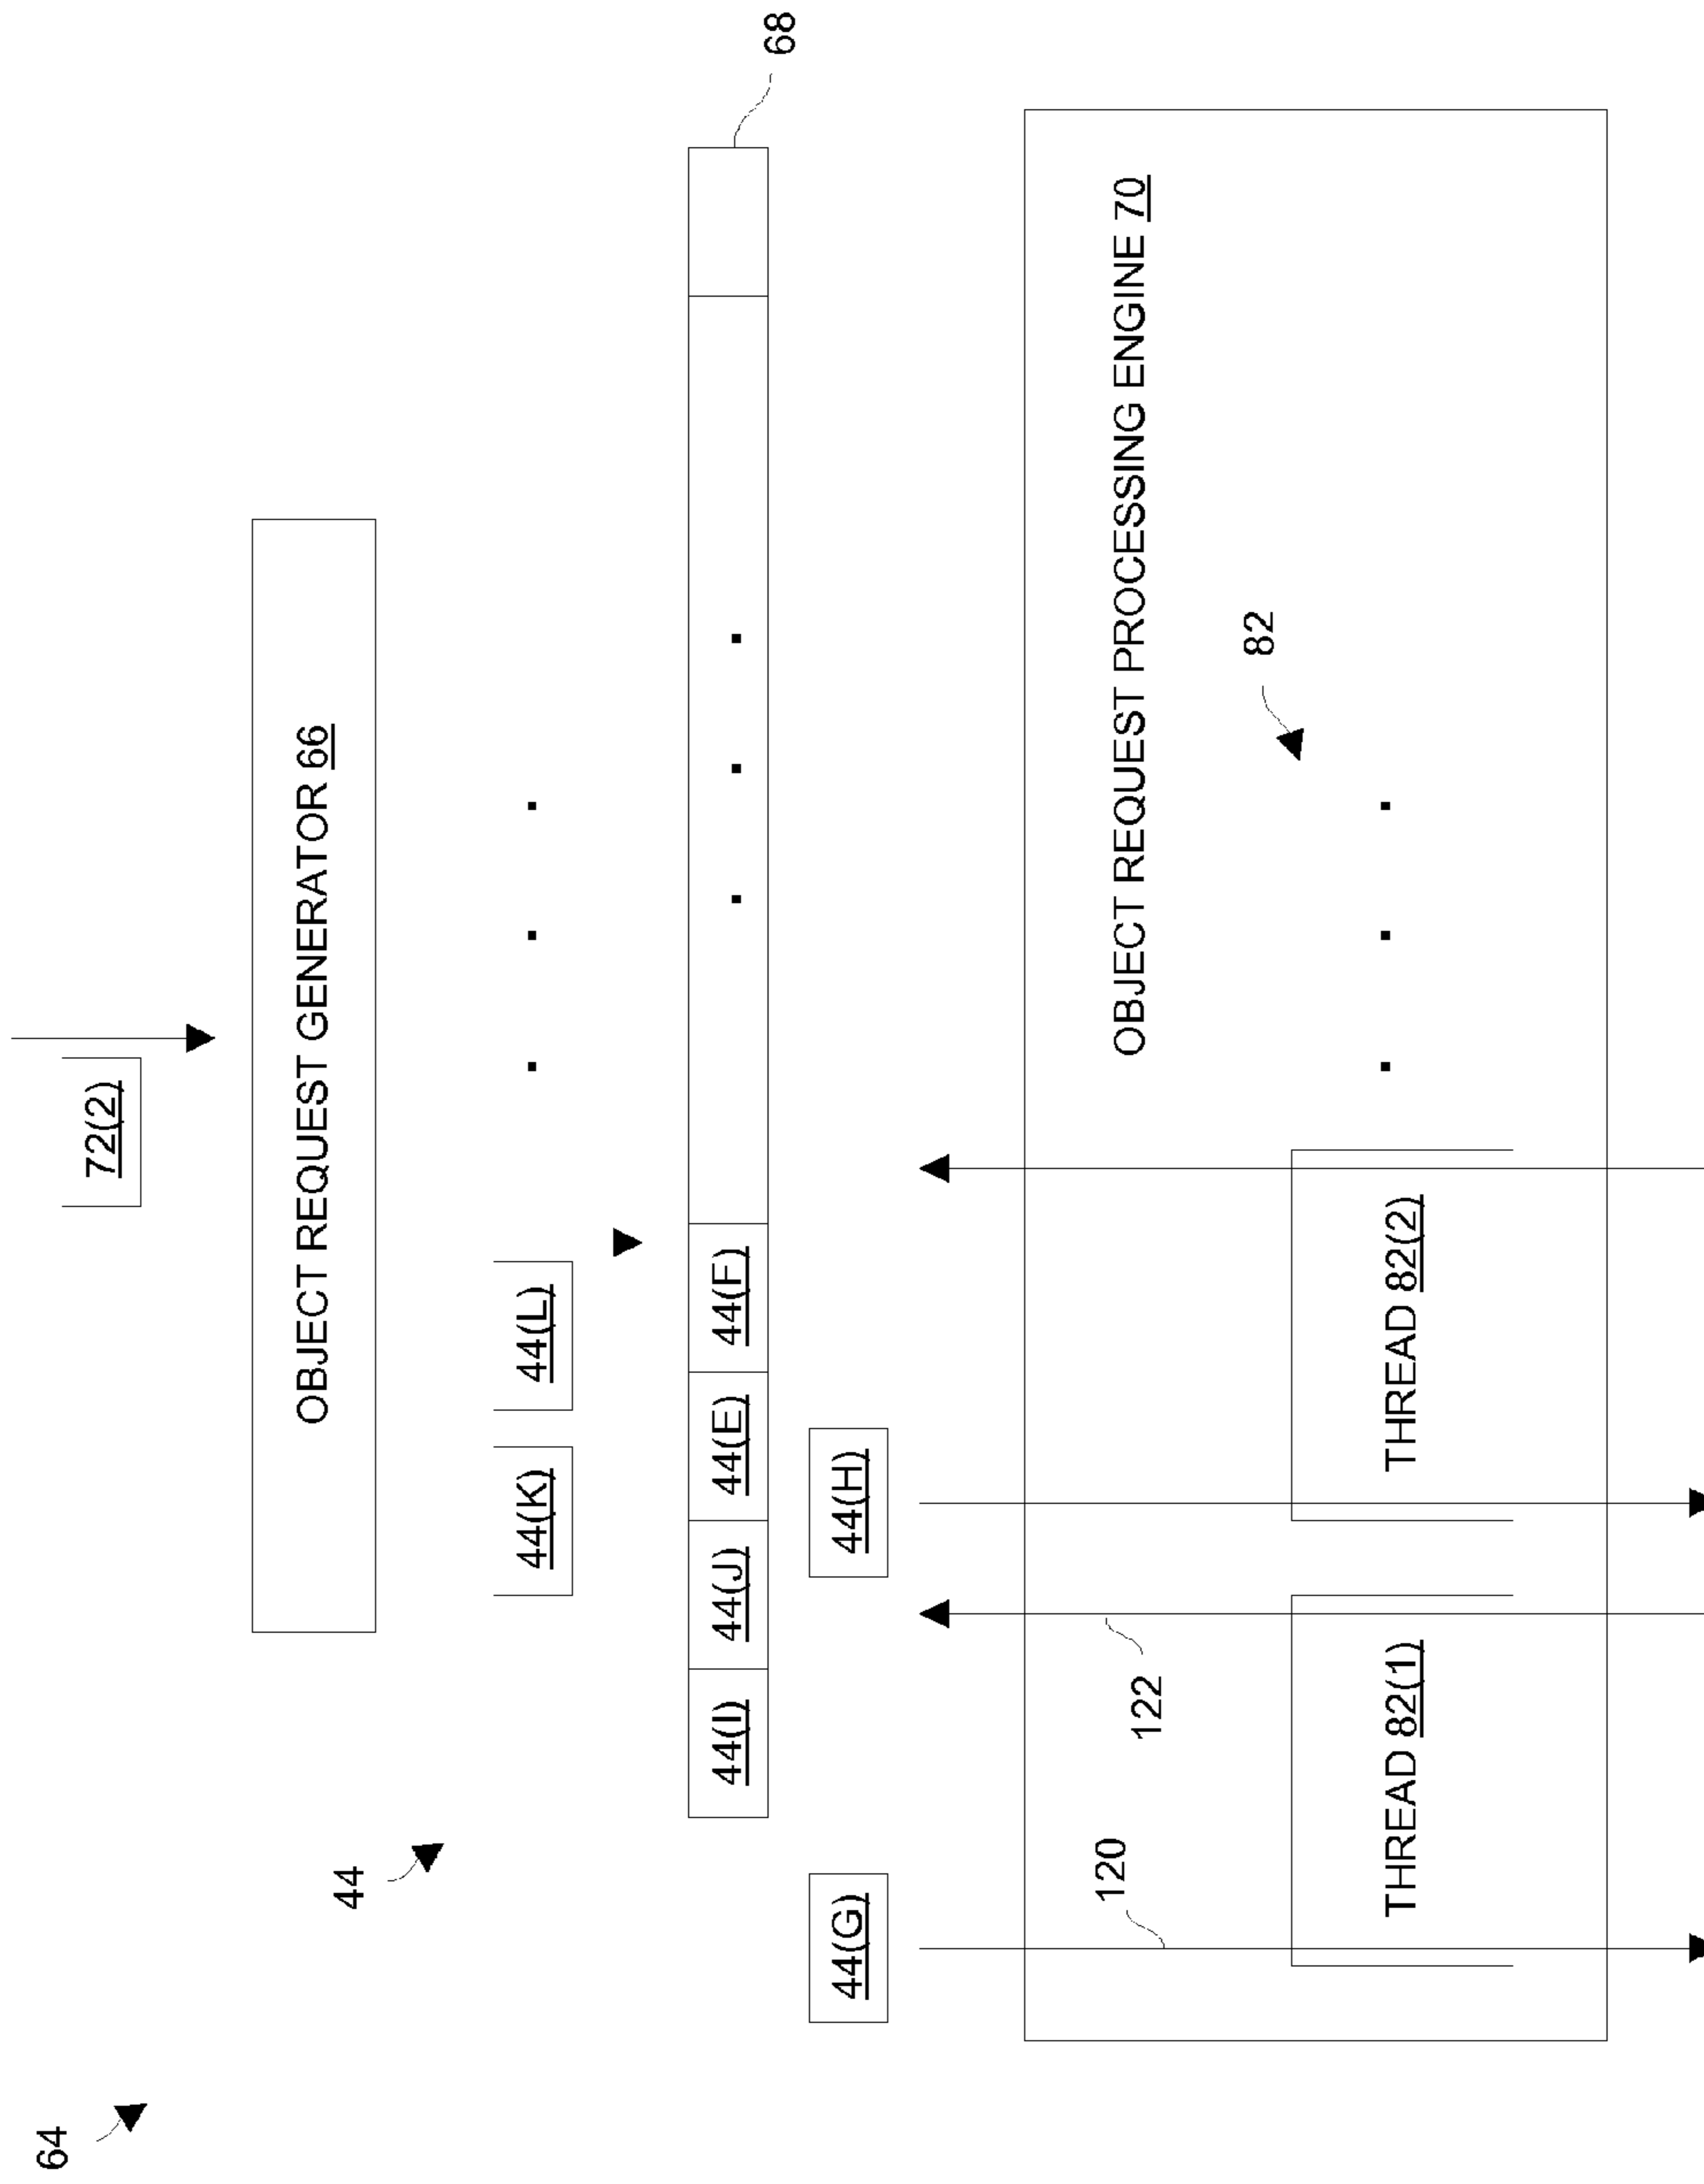 64
72(2)
OBJECT REQUEST GENERATOR 66
44
44(K)
44(L)
68
44(I)
44(J)
44(E)
44(F)
44(G)
44(H)
OBJECT REQUEST PROCESSING ENGINE 70
120
122
82
THREAD 82(1)
THREAD 82(2)